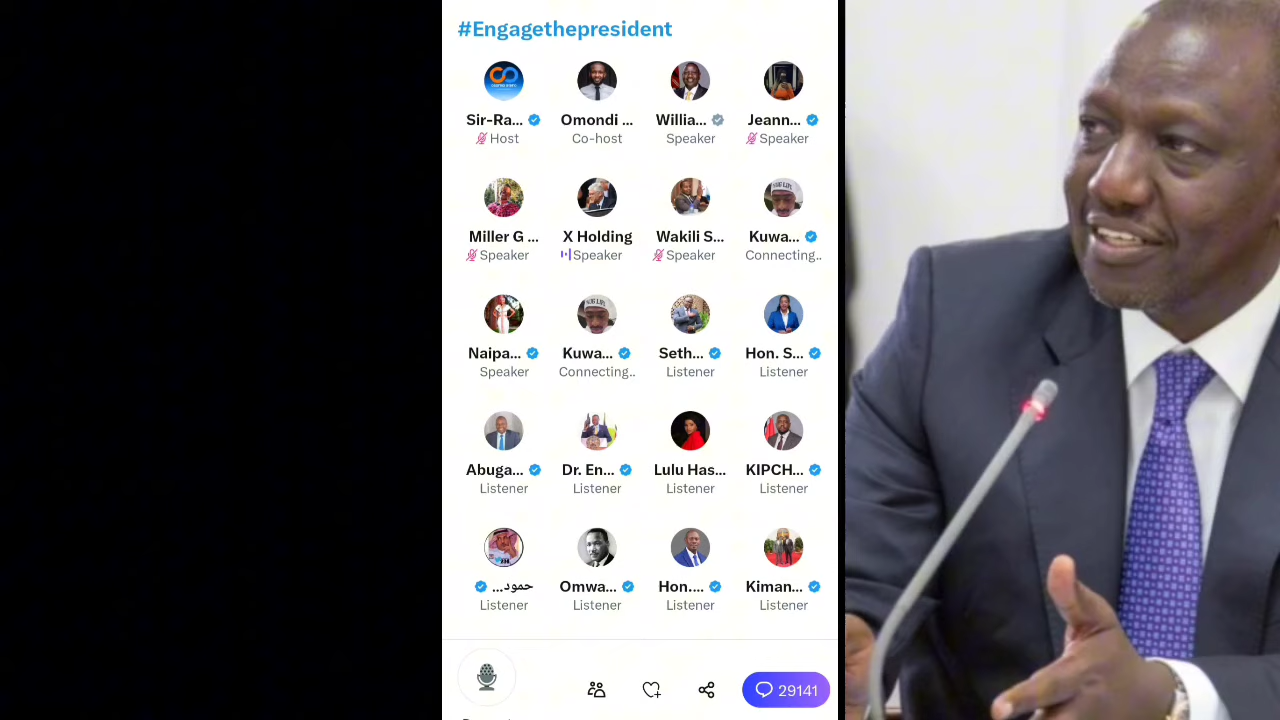 #Engagethepresident
Sir-Ra... Omondi ... Willia... Jeann...
Host Co-host Speaker Speaker
Miller G ... X Holding Wakili S... Kuwa...
Speaker Speaker Speaker Connecting..
Naipa... Kuwa... Seth... Hon. S...
Speaker Connecting.. Listener Listener
Abuga... Dr. En... Lulu Has... KIPCH...
Listener Listener Listener Listener
حمود... Omwa... Hon.... Kiman...
Listener Listener Listener Listener
29141